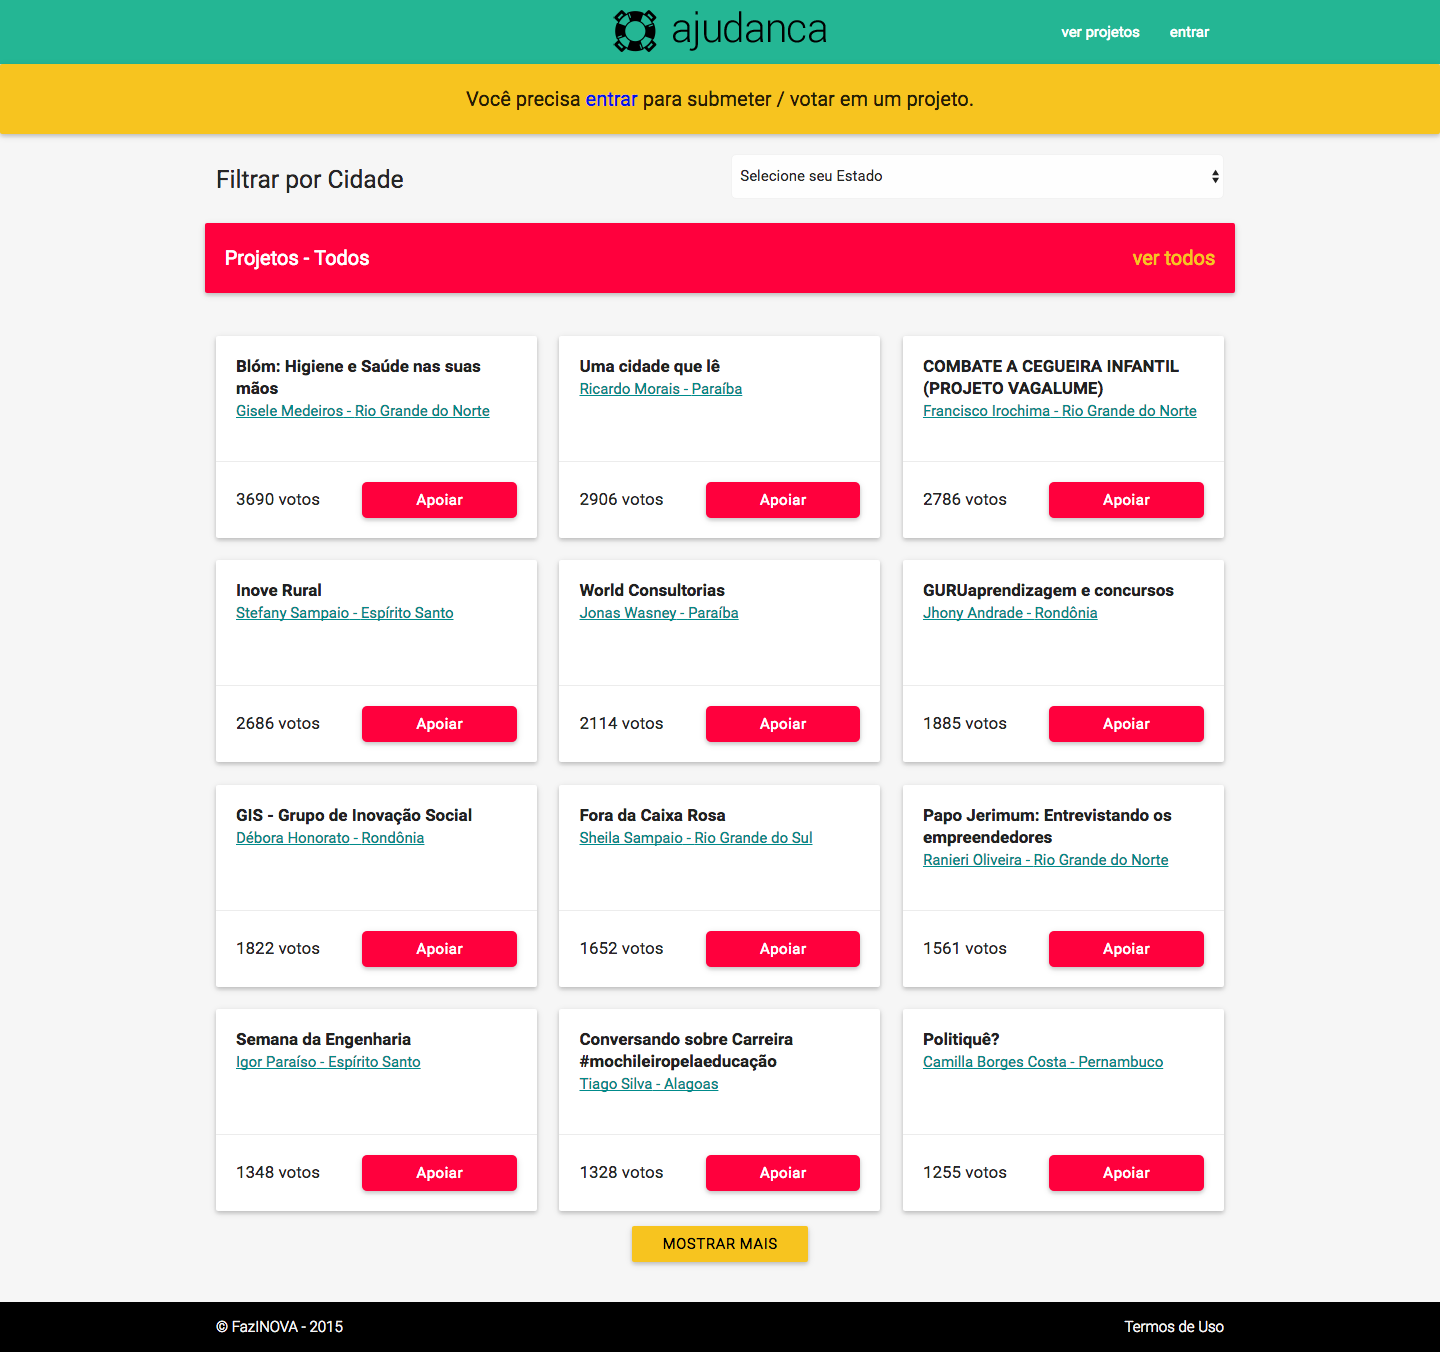 ajudanca
ver projetos
entrar
Você precisa entrar para submeter / votar em um projeto.
Filtrar por Cidade
Selecione seu Estado
Projetos - Todos
ver todos
Blóm: Higiene e Saúde nas suas
mãos
Gisele Medeiros - Rio Grande do Norte
3690 votos
Apoiar
Uma cidade que lê
Ricardo Morais - Paraíba
2906 votos
Apoiar
COMBATE A CEGUEIRA INFANTIL
(PROJETO VAGALUME)
Francisco Irochima - Rio Grande do Norte
2786 votos
Apoiar
Inove Rural
Stefany Sampaio - Espírito Santo
2686 votos
Apoiar
World Consultorias
Jonas Wasney - Paraíba
2114 votos
Apoiar
GURUaprendizagem e concursos
Jhony Andrade - Rondônia
1885 votos
Apoiar
GIS - Grupo de Inovação Social
Débora Honorato - Rondônia
1822 votos
Apoiar
Fora da Caixa Rosa
Sheila Sampaio - Rio Grande do Sul
1652 votos
Apoiar
Papo Jerimum: Entrevistando os
empreendedores
Ranieri Oliveira - Rio Grande do Norte
1561 votos
Apoiar
Semana da Engenharia
Igor Paraíso - Espírito Santo
1348 votos
Apoiar
Conversando sobre Carreira
#mochileiropelaeducação
Tiago Silva - Alagoas
1328 votos
Apoiar
Politiquê?
Camilla Borges Costa - Pernambuco
1255 votos
Apoiar
MOSTRAR MAIS
© FazINOVA - 2015
Termos de Uso